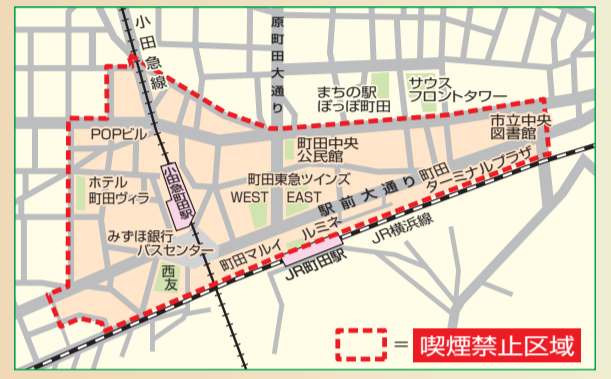 小田急線
原町田大通り
まちの駅
ぽっぽ町田
サウス
フロントタワー
POPビル
市立中央
図書館
町田中央
公民館
小田急町田駅
ホテル
町田ヴィラ
町田東急ツインズ
WEST EAST
駅前大通り
町田
ターミナルプラザ
みずほ銀行
バスセンター
西友
町田マルイ
ルミネ
JR町田駅
JR横浜線
= 喫煙禁止区域